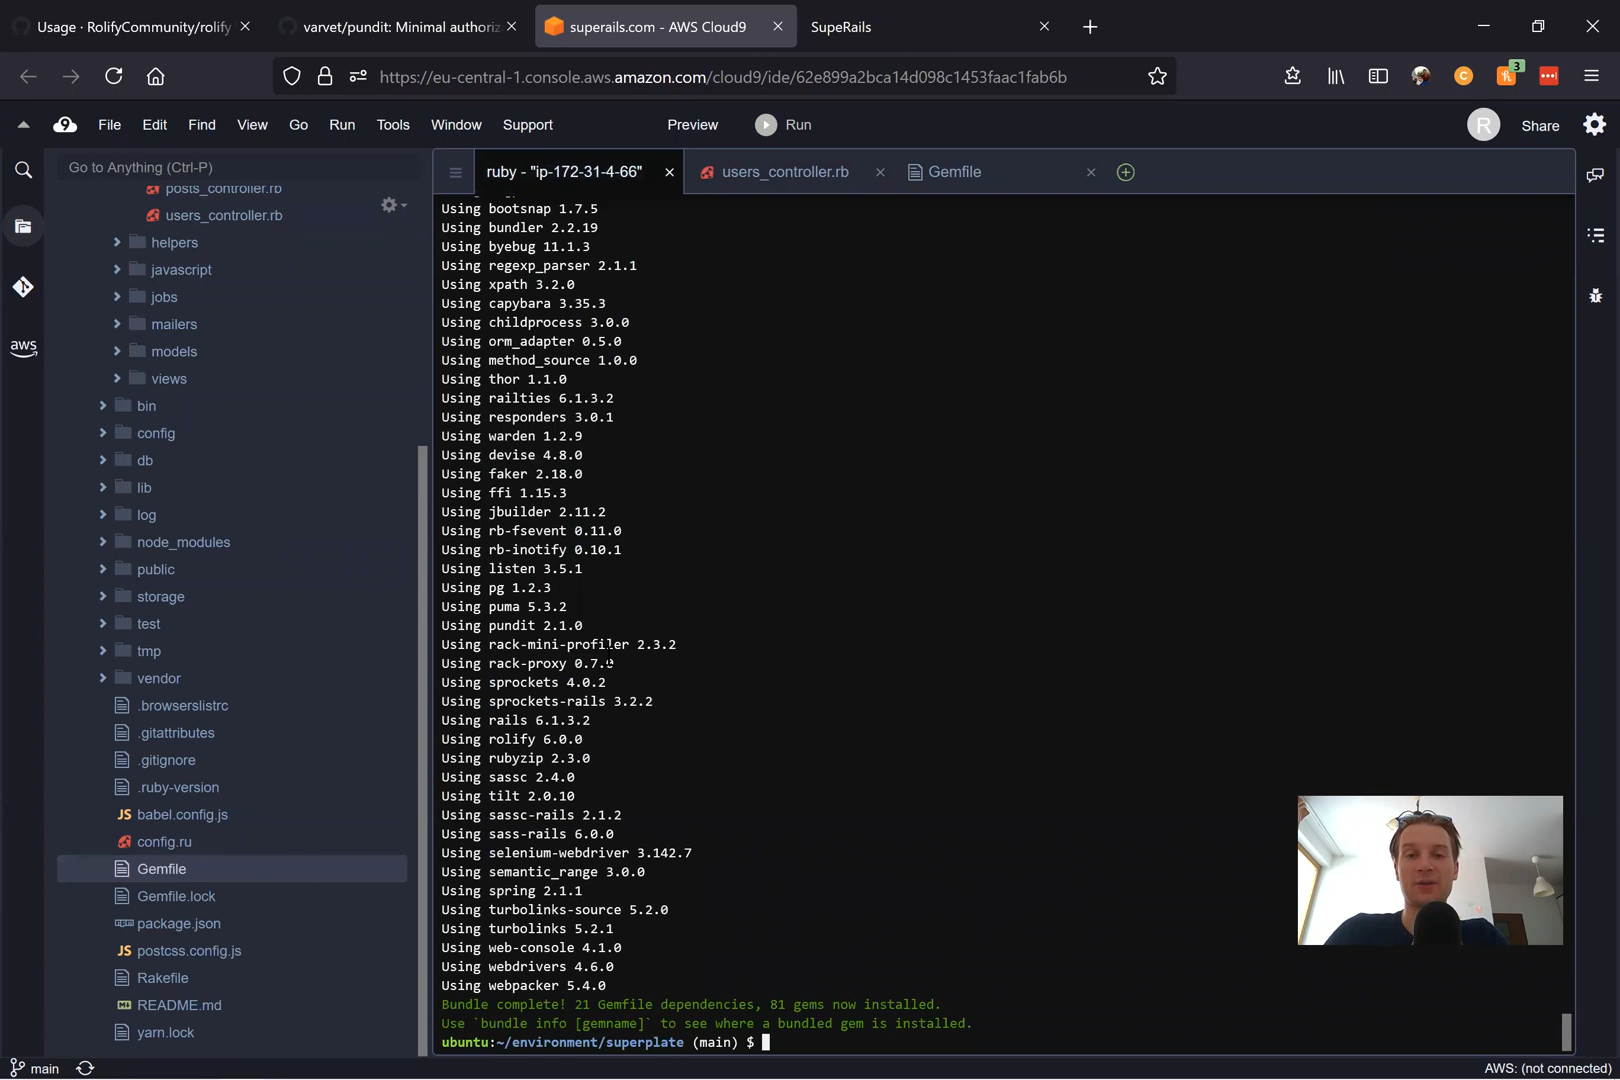 Usage · RolifyCommunity/rolify
varvet/pundit: Minimal authoriz
superails.com - AWS Cloud9
SupeRails
https://eu-central-1.console.aws.amazon.com/cloud9/ide/62e899a2bca14d098c1453faac1fab6b
C
3
9
File
Edit
Find
View
Go
Run
Tools
Window
Support
Preview
Run
R
Share
Go to Anything (Ctrl-P)
ruby - "ip-172-31-4-66"
users_controller.rb
Gemfile
aws
posts_controller.rb
users_controller.rb
helpers
javascript
jobs
mailers
models
views
bin
config
db
lib
log
node_modules
public
storage
test
tmp
vendor
.browserslistrc
.gitattributes
.gitignore
.ruby-version
JS babel.config.js
config.ru
Gemfile
Gemfile.lock
package.json
JS postcss.config.js
Rakefile
README.md
yarn.lock
Using bootsnap 1.7.5
Using bundler 2.2.19
Using byebug 11.1.3
Using regexp_parser 2.1.1
Using xpath 3.2.0
Using capybara 3.35.3
Using childprocess 3.0.0
Using orm_adapter 0.5.0
Using method_source 1.0.0
Using thor 1.1.0
Using railties 6.1.3.2
Using responders 3.0.1
Using warden 1.2.9
Using devise 4.8.0
Using faker 2.18.0
Using ffi 1.15.3
Using jbuilder 2.11.2
Using rb-fsevent 0.11.0
Using rb-inotify 0.10.1
Using listen 3.5.1
Using pg 1.2.3
Using puma 5.3.2
Using pundit 2.1.0
Using rack-mini-profiler 2.3.2
Using rack-proxy
Using sprockets 4.0.2
Using sprockets-rails 3.2.2
Using rails 6.1.3.2
Using rolify 6.0.0
Using rubyzip 2.3.0
Using sassc 2.4.0
Using tilt 2.0.10
Using sassc-rails 2.1.2
Using sass-rails 6.0.0
Using selenium-webdriver 3.142.7
Using semantic_range 3.0.0
Using spring 2.1.1
Using turbolinks-source 5.2.0
Using turbolinks 5.2.1
Using web-console 4.1.0
Using webdrivers 4.6.0
Using webpacker 5.4.0
Bundle complete! 21 Gemfile dependencies, 81 gems now installed.
Use `bundle info [gemname]` to see where a bundled gem is installed.
ubuntu:~/environment/superplate (main) $
main
AWS: (not connected)